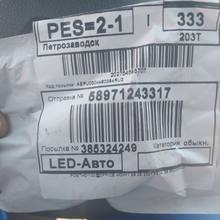 PES=2-1 333
Петрозаводск 203Т
Отправка № 58971243317
Посылка № 385324249 Категория обыкн.
LED-Авто